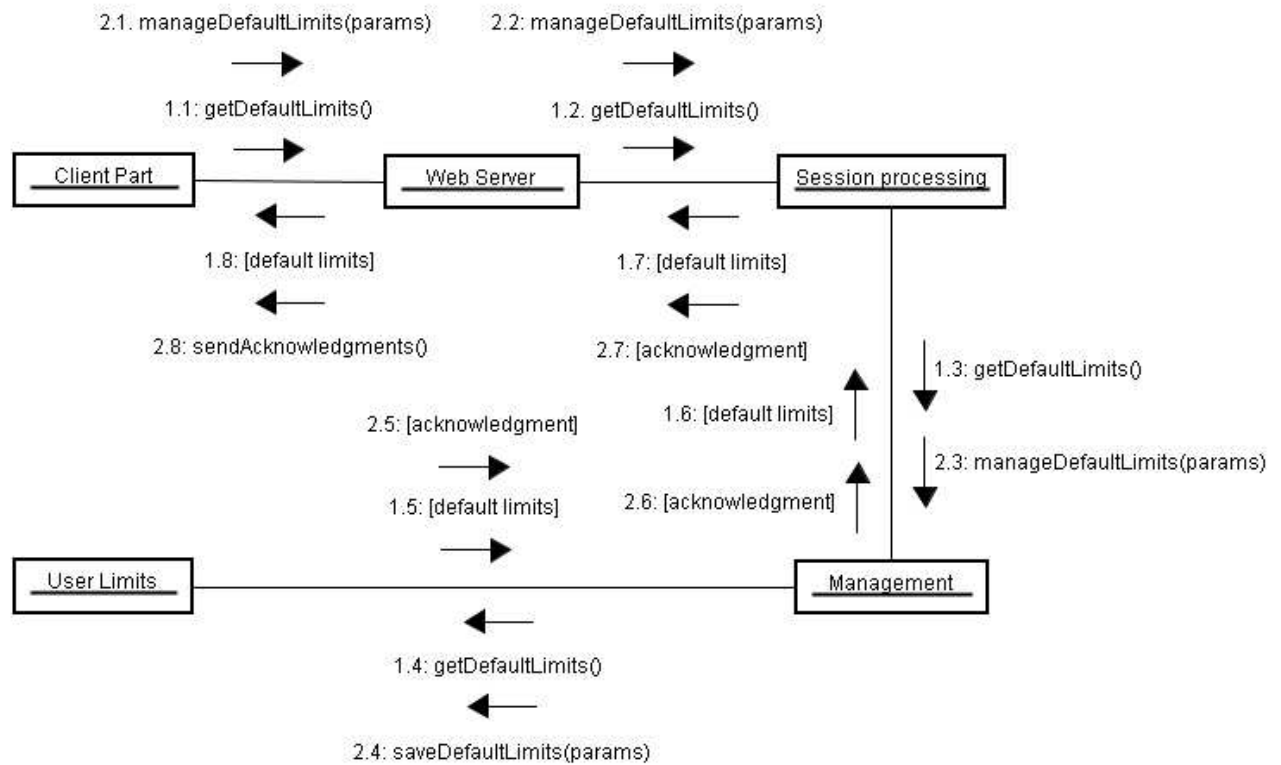 2.1. manageDefaultLimits(params)
2.2: manageDefaultLimits(params)
1.1: getDefaultLimits()
1.2. getDefaultLimits()
Client Part
Web Server
Session processing
1.8: [default limits]
1.7: [default limits]
2.8: sendAcknowledgments()
2.7: [acknowledgment]
1.3: getDefaultLimits()
1.6: [default limits]
2.5: [acknowledgment]
2.3: manageDefaultLimits(params)
2.6: [acknowledgment]
1.5: [default limits]
User Limits
Management
1.4: getDefaultLimits()
2.4: saveDefaultLimits(params)